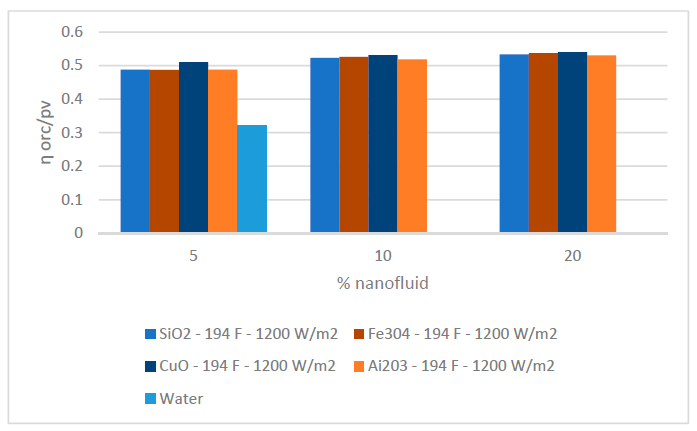 0.6
0.5
0.4
0.3
0.2
0.1
0
η orc/pv
5 10 20
% nanofluid
SiO2 - 194 F - 1200 W/m2 Fe304 - 194 F - 1200 W/m2
CuO - 194 F - 1200 W/m2 Ai203 - 194 F - 1200 W/m2
Water